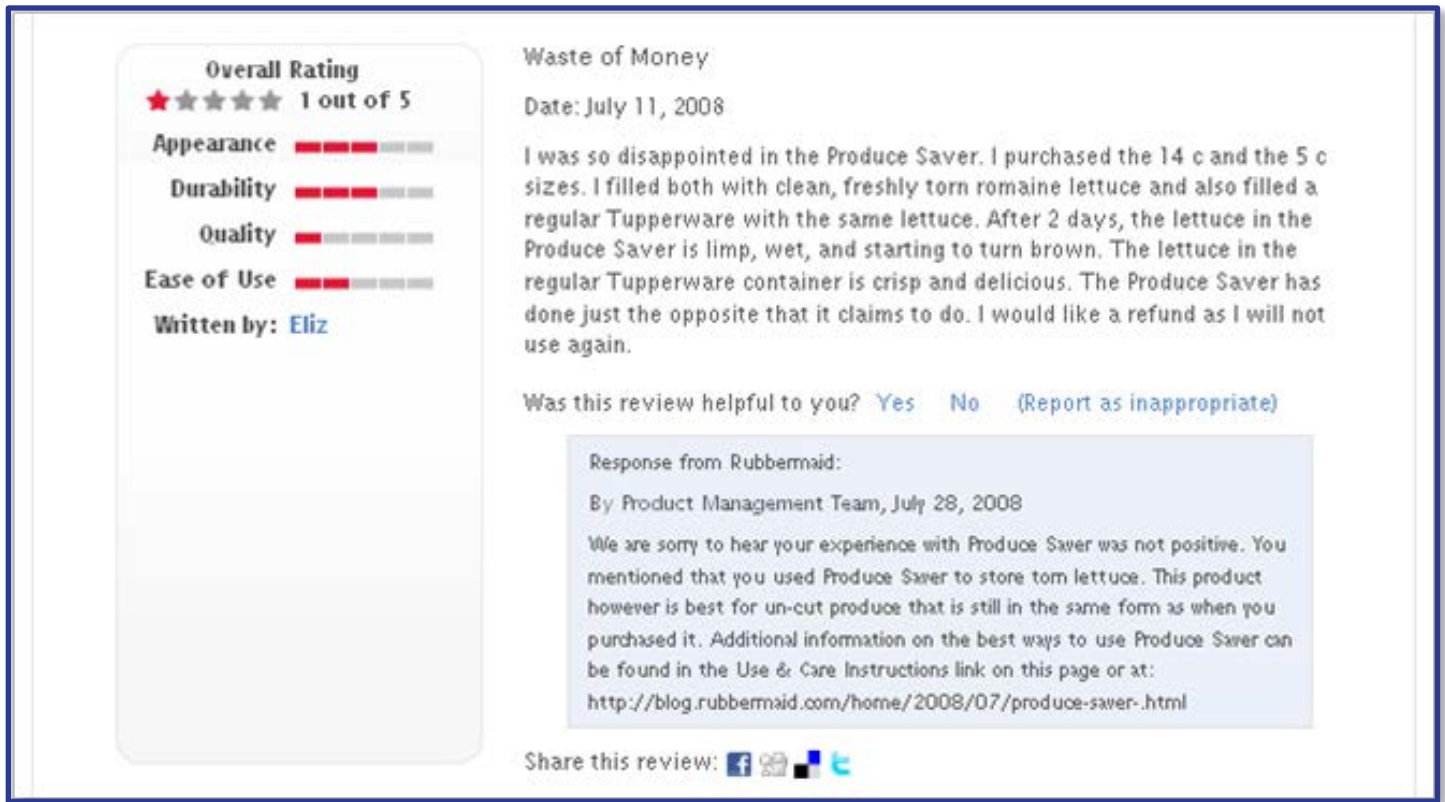 Overall Rating
1 out of 5
Appearance
Durability
Quality
Ease of Use
Written by: Eliz
Waste of Money
Date: July 11, 2008
I was so disappointed in the Produce Saver. I purchased the 14 c and the 5 c
sizes. I filled both with clean, freshly torn romaine lettuce and also filled a
regular Tupperware with the same lettuce. After 2 days, the lettuce in the
Produce Saver is limp, wet, and starting to turn brown. The lettuce in the
regular Tupperware container is crisp and delicious. The Produce Saver has
done just the opposite that it claims to do. I would like a refund as I will not
use again.
Was this review helpful to you? Yes No (Report as inappropriate)
Response from Rubbermaid:
By Product Management Team, July 28, 2008
We are sorry to hear your experience with Produce Saver was not positive. You
mentioned that you used Produce Saver to store torn lettuce. This product
however is best for un-cut produce that is still in the same form as when you
purchased it. Additional information on the best ways to use Produce Saver can
be found in the Use & Care Instructions link on this page or at:
http://blog.rubbermaid.com/home/2008/07/produce-saver-.html
Share this review: